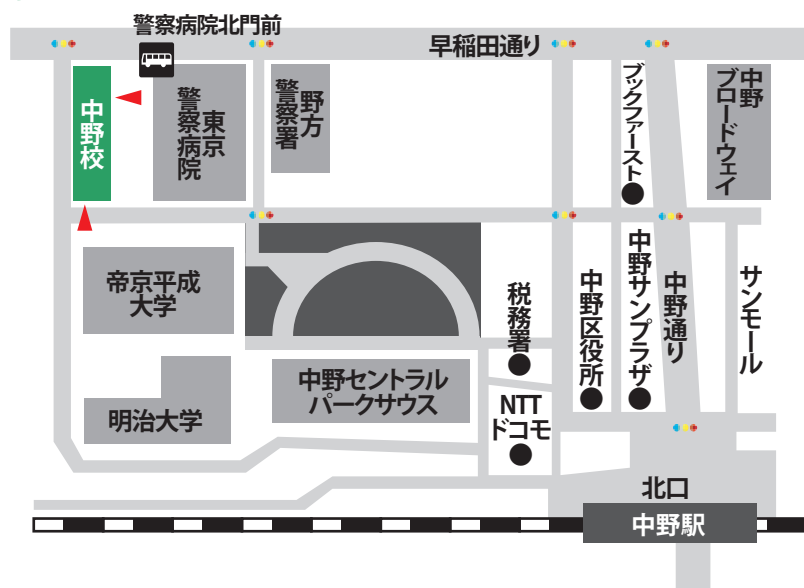 警察病院北門前
早稲田通り
中野校
東京
警察病院
野方
警察署
ブックファースト
中野
ブロードウェイ
帝京平成
大学
税務署
中野区役所
中野サンプラザ
中野通り
サンモール
明治大学
中野セントラル
パークサウス
NTT
ドコモ
北口
中野駅